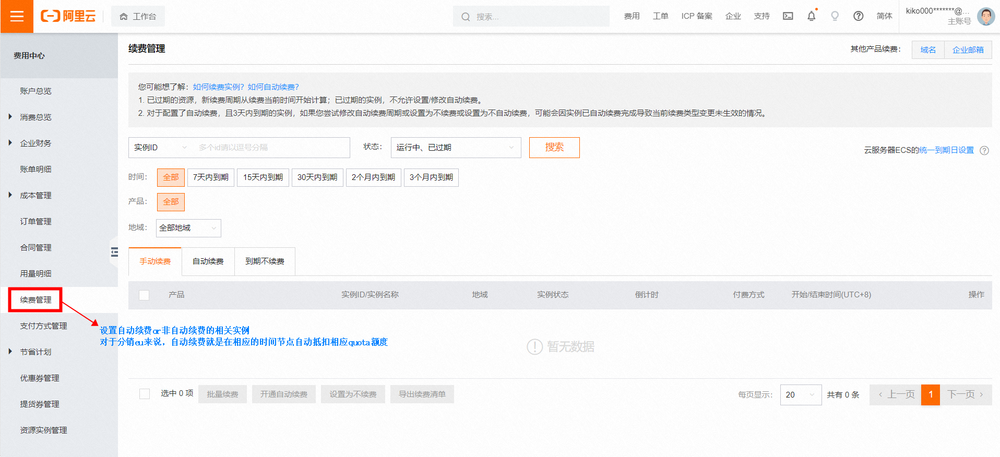 阿里云
工作台
搜索...
费用
工单
ICP 备案
企业
支持
简体
kiko000*******@...
主账号
费用中心
账户总览
消费总览
企业财务
账单明细
成本管理
订单管理
合同管理
用量明细
续费管理
支付方式管理
节省计划
优惠券管理
提货券管理
资源实例管理
续费管理
其他产品续费：
域名
企业邮箱
您可能想了解：如何续费实例？如何自动续费？
1. 已过期的资源，新续费周期从续费当前时间开始计算；已过期的实例，不允许设置/修改自动续费。
2. 对于配置了自动续费，且3天内到期的实例，如果您尝试修改自动续费周期或设置为不续费或设置为不自动续费，可能会因实例已自动续费完成导致当前续费类型变更未生效的情况。
实例ID
多个id请以逗号分隔
状态：
运行中、已过期
搜索
云服务器ECS的统一到期日设置
时间：
全部
7天内到期
15天内到期
30天内到期
2个月内到期
3个月内到期
产品：
全部
地域：
全部地域
手动续费
自动续费
到期不续费
产品
实例ID/实例名称
地域
实例状态
倒计时
付费方式
开始/结束时间(UTC+8)
操作
设置自动续费or非自动续费的相关实例
对于分销eu来说，自动续费就是在相应的时间节点自动抵扣相应quota额度
暂无数据
选中 0 项
批量续费
开通自动续费
设置为不续费
导出续费清单
每页显示：
20
共有 0 条
上一页
1
下一页